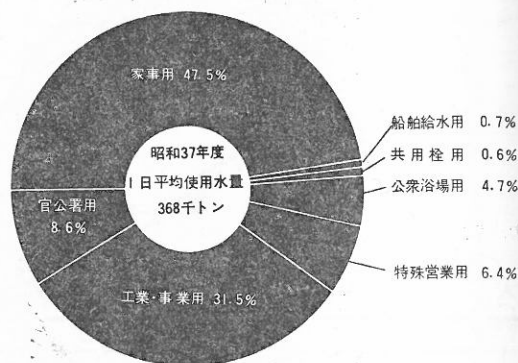 家事用 47.5%
船舶給水用 0.7%
共用栓用 0.6%
公衆浴場用 4.7%
特殊営業用 6.4%
工業・事業用 31.5%
官公署用
8.6%
昭和37年度
1日平均使用水量
368千トン